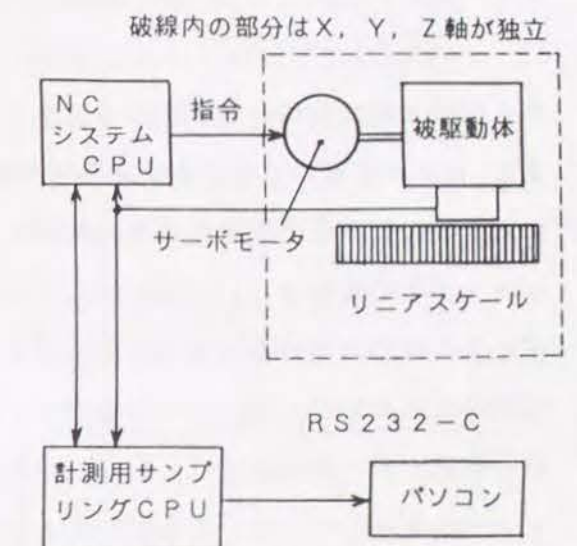 破線内の部分はX，Y，Z軸が独立
NC
システム
CPU
指令
被駆動体
サーボモータ
リニアスケール
RS232-C
計測用サンプ
リングCPU
パソコン